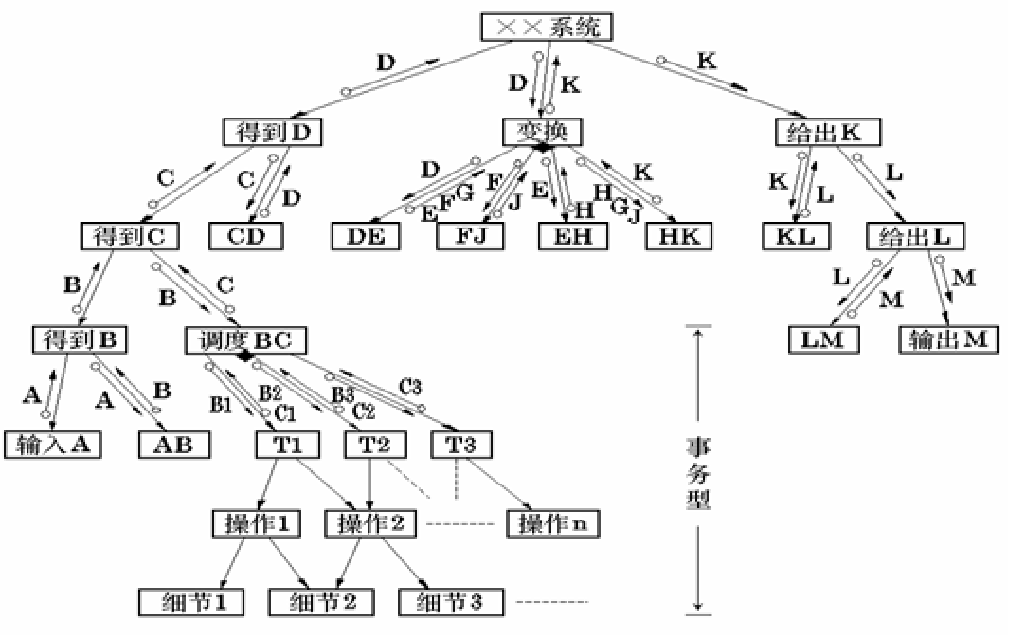 ××系统
D
D
K
K
得到D
变换
给出K
C
C
D
D
E
F
G
F
J
E
H
H
G
J
K
K
L
L
得到C
CD
DE
FJ
EH
HK
KL
给出L
B
B
C
L
M
M
得到B
调度BC
LM
输出M
A
A
B
B1
B2
C1
B3
C2
C3
输入A
AB
T1
T2
T3
事务型
操作1
操作2
操作n
细节1
细节2
细节3